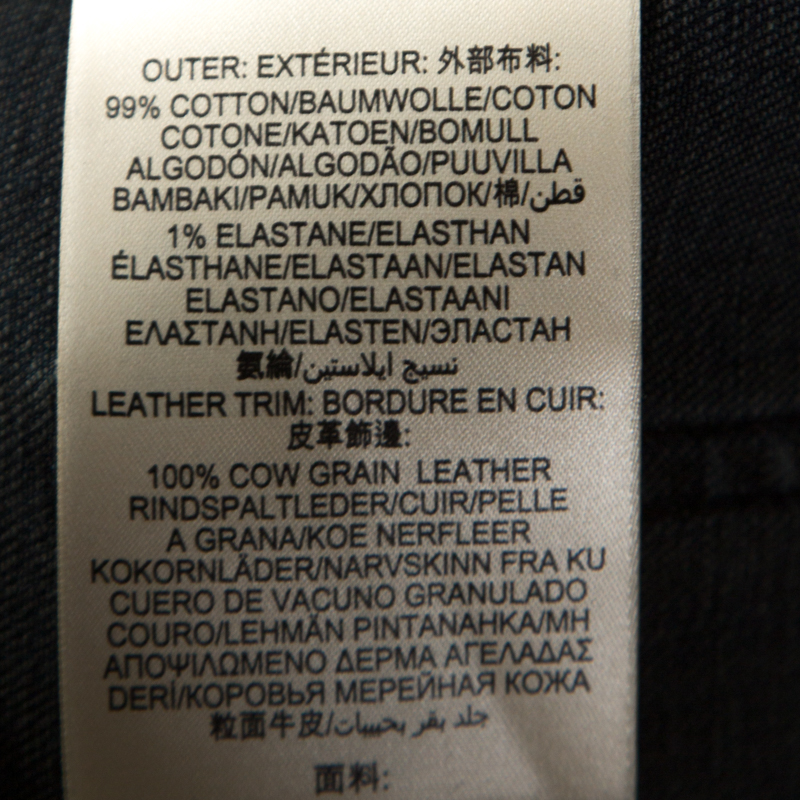 OUTER: EXTÉRIEUR: 外部布料:
99% COTTON/BAUMWOLLE/COTON
COTONE/KATOEN/BOMULL
ALGODÓN/ALGODÃO/PUUVILLA
BAMBAKI/PAMUK/ХЛОПОК/棉/قطن
1% ELASTANE/ELASTHAN
ÉLASTHANE/ELASTAAN/ELASTAN
ELASTANO/ELASTAANI
ΕΛΑΣΤΑΝΗ/ELASTEN/ЭЛАСТАН
氨綸/نسيج ايلاستين
LEATHER TRIM: BORDURE EN CUIR:
皮革飾邊:
100% COW GRAIN LEATHER
RINDSPALTLEDER/CUIR/PELLE
A GRANA/KOE NERFLEER
KOKORNLÄDER/NARVSKINN FRA KU
CUERO DE VACUNO GRANULADO
COURO/LEHMÄN PINTANAHKA/ΜΗ
ΑΠΟΨΙΛΩΜΕΝΟ ΔΕΡΜΑ ΑΓΕΛΑΔΑΣ
DERİ/КОРОВЬЯ МЕРЕЙНАЯ КОЖА
粒面牛皮/جلد بقر بحبيبات
面料: